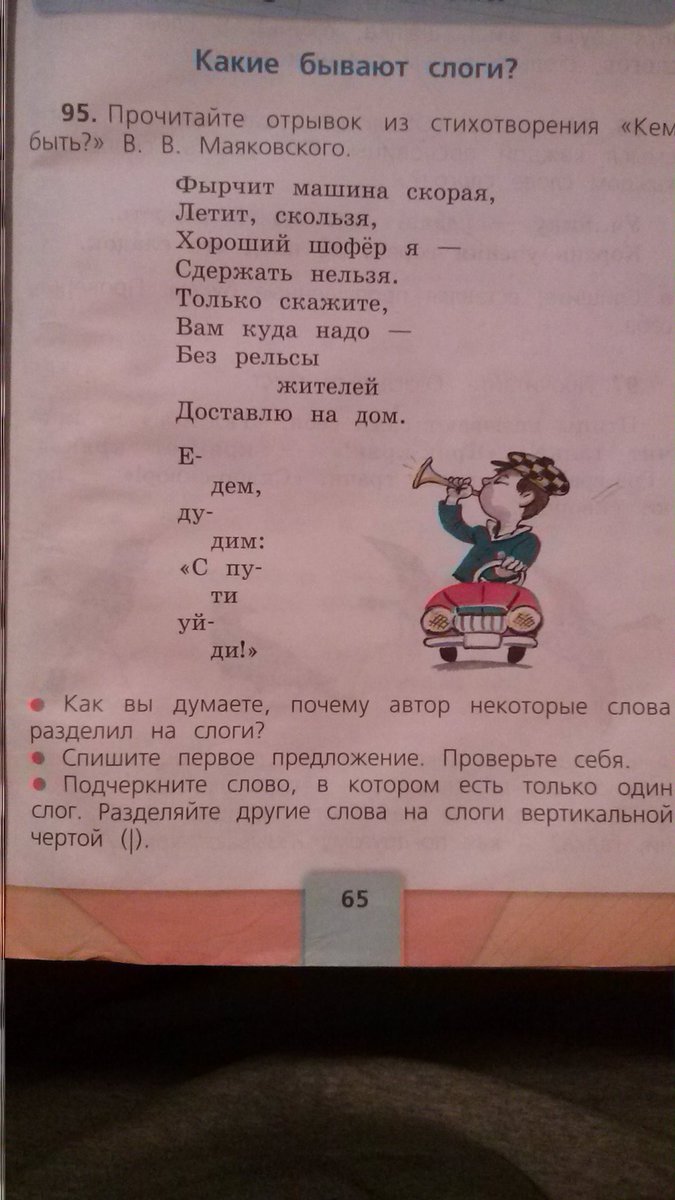 Какие бывают слоги?
95. Прочитайте отрывок из стихотворения «Кем
быть?» В. В. Маяковского.
Фырчит машина скорая,
Летит, скользя,
Хороший шофёр я —
Сдержать нельзя.
Только скажите,
Вам куда надо —
Без рельсы
жителей
Доставлю на дом.
Е-
дем,
ду-
дим:
«С пу-
ти
уй-
ди!»
Как вы думаете, почему автор некоторые слова
разделил на слоги?
Спишите первое предложение. Проверьте себя.
Подчеркните слово, в котором есть только один
слог. Разделяйте другие слова на слоги вертикальной
чертой (|).
65